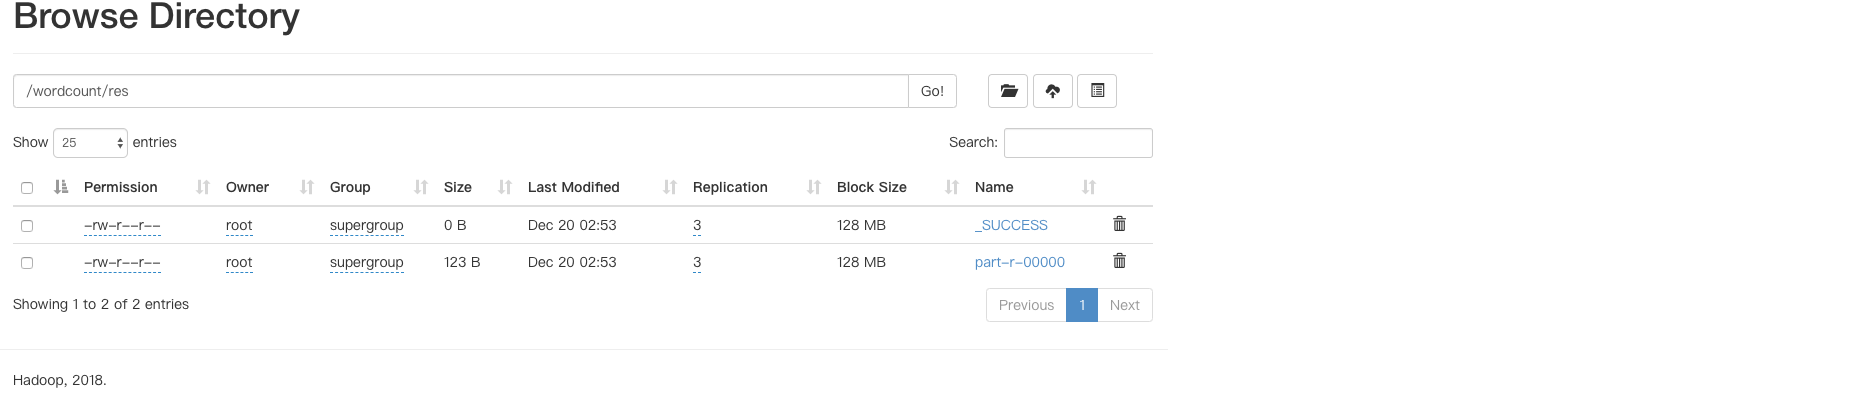 Browse Directory
/wordcount/res Go!
Show 25 entries Search:
Permission Owner Group Size Last Modified Replication Block Size Name
-rw-r--r-- root supergroup 0 B Dec 20 02:53 3 128 MB _SUCCESS
-rw-r--r-- root supergroup 123 B Dec 20 02:53 3 128 MB part-r-00000
Showing 1 to 2 of 2 entries Previous 1 Next
Hadoop, 2018.